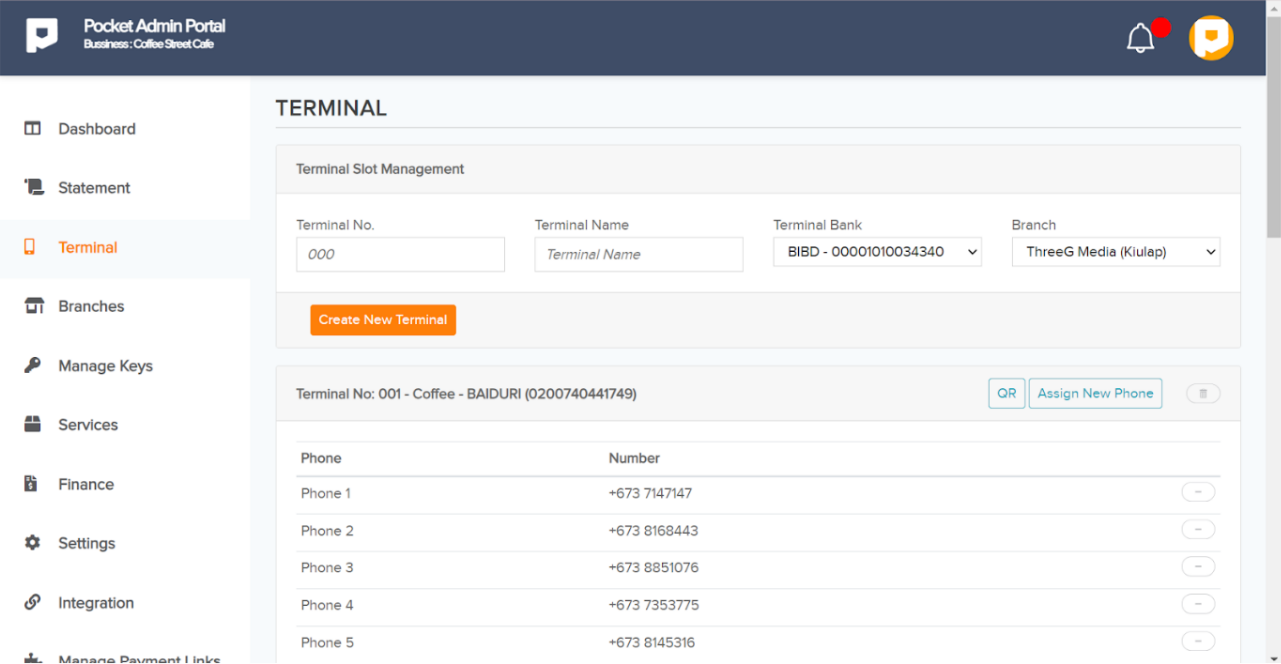 Pocket Admin Portal
Bussiness : Coffee Street Cafe
Dashboard
Statement
Terminal
Branches
Manage Keys
Services
Finance
Settings
Integration
Manage Payment Links
TERMINAL
Terminal Slot Management
Terminal No. Terminal Name Terminal Bank Branch
000 Terminal Name BIBD - 00001010034340 ThreeG Media (Kiulap)
Create New Terminal
Terminal No: 001 - Coffee - BAIDURI (0200740441749) QR Assign New Phone
Phone Number
Phone 1 +673 7147147
Phone 2 +673 8168443
Phone 3 +673 8851076
Phone 4 +673 7353775
Phone 5 +673 8145316